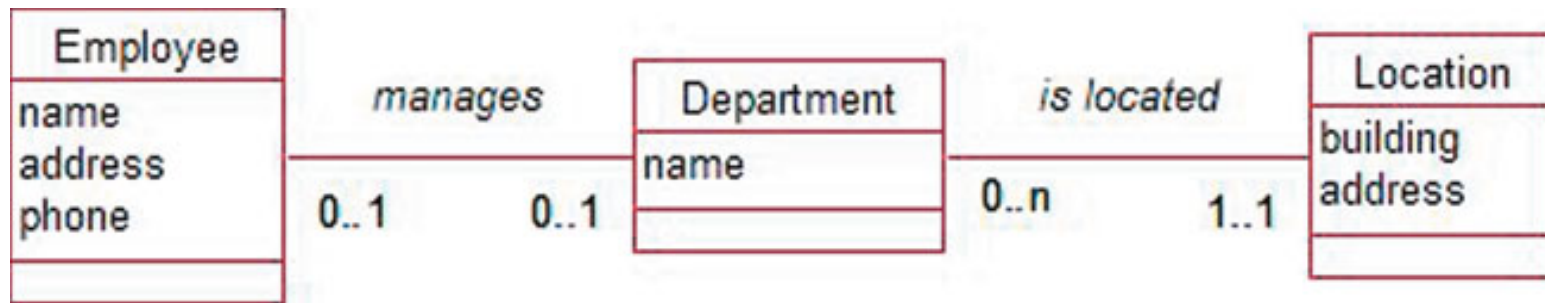 Employee
name
address
phone
manages
0..1
0..1
Department
name
is located
0..n
1..1
Location
building
address